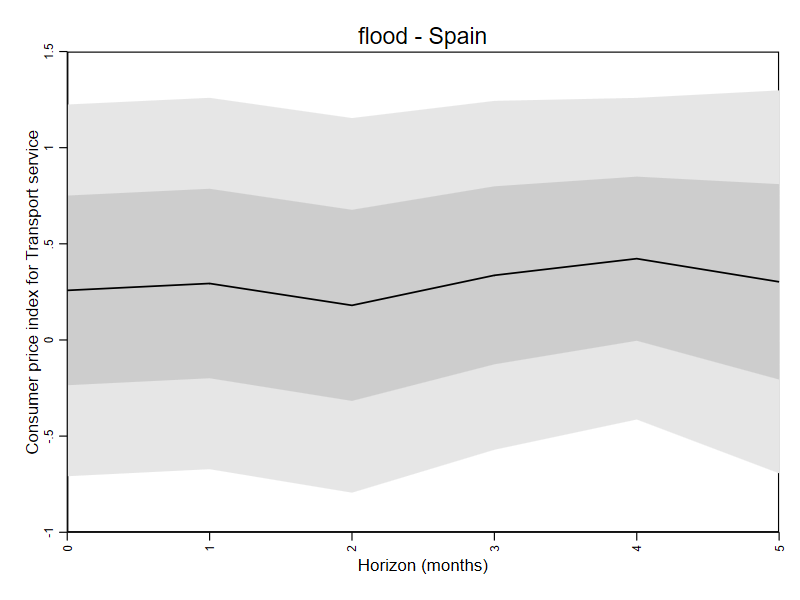 flood - Spain
Consumer price index for Transport service
1.5
1
.5
0
-.5
-1
0 1 2 3 4 5
Horizon (months)